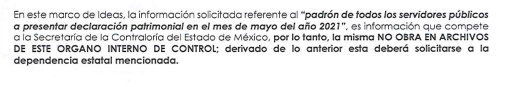 En este marco de Ideas, la información solicitada referente al "padrón de todos los servidores públicos
a presentar declaración patrimonial en el mes de mayo del año 2021", es información que compete
a la Secretaría de la Contraloría del Estado de México, por lo tanto, la misma NO OBRA EN ARCHIVOS
DE ESTE ORGANO INTERNO DE CONTROL; derivado de lo anterior esta deberá solicitarse a la
dependencia estatal mencionada.